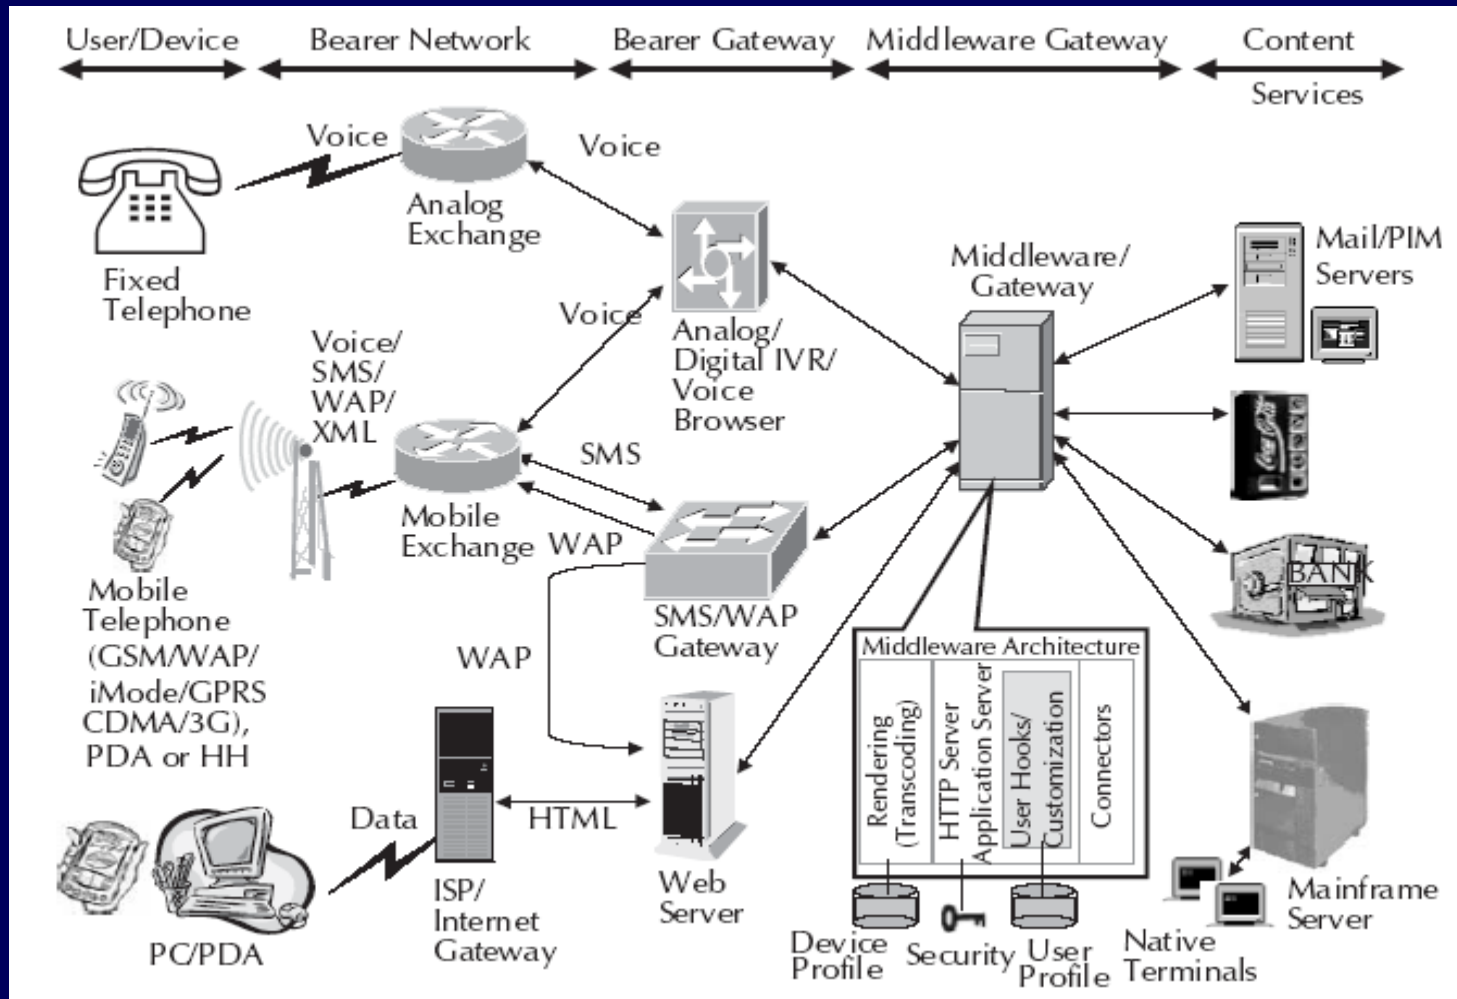 User/Device
Bearer Network
Bearer Gateway
Middleware Gateway
Content
Services
Voice
Voice
Analog
Exchange
Fixed
Telephone
Voice
Analog/
Digital IVR/
Voice
Browser
Middleware/
Gateway
Mail/PIM
Servers
Voice/
SMS/
WAP/
XML
SMS
Mobile
Exchange
WAP
Coca-Cola
BANK
Mobile
Telephone
(GSM/WAP/
iMode/GPRS
CDMA/3G),
PDA or HH
SMS/WAP
Gateway
WAP
Middleware Architecture
Rendering
(Transcoding)
HTTP Server
Application Server
User Hooks/
Customization
Connectors
Data
HTML
ISP/
Internet
Gateway
Web
Server
PC/PDA
Device
Profile
Security
User
Profile
Native
Terminals
Mainframe
Server